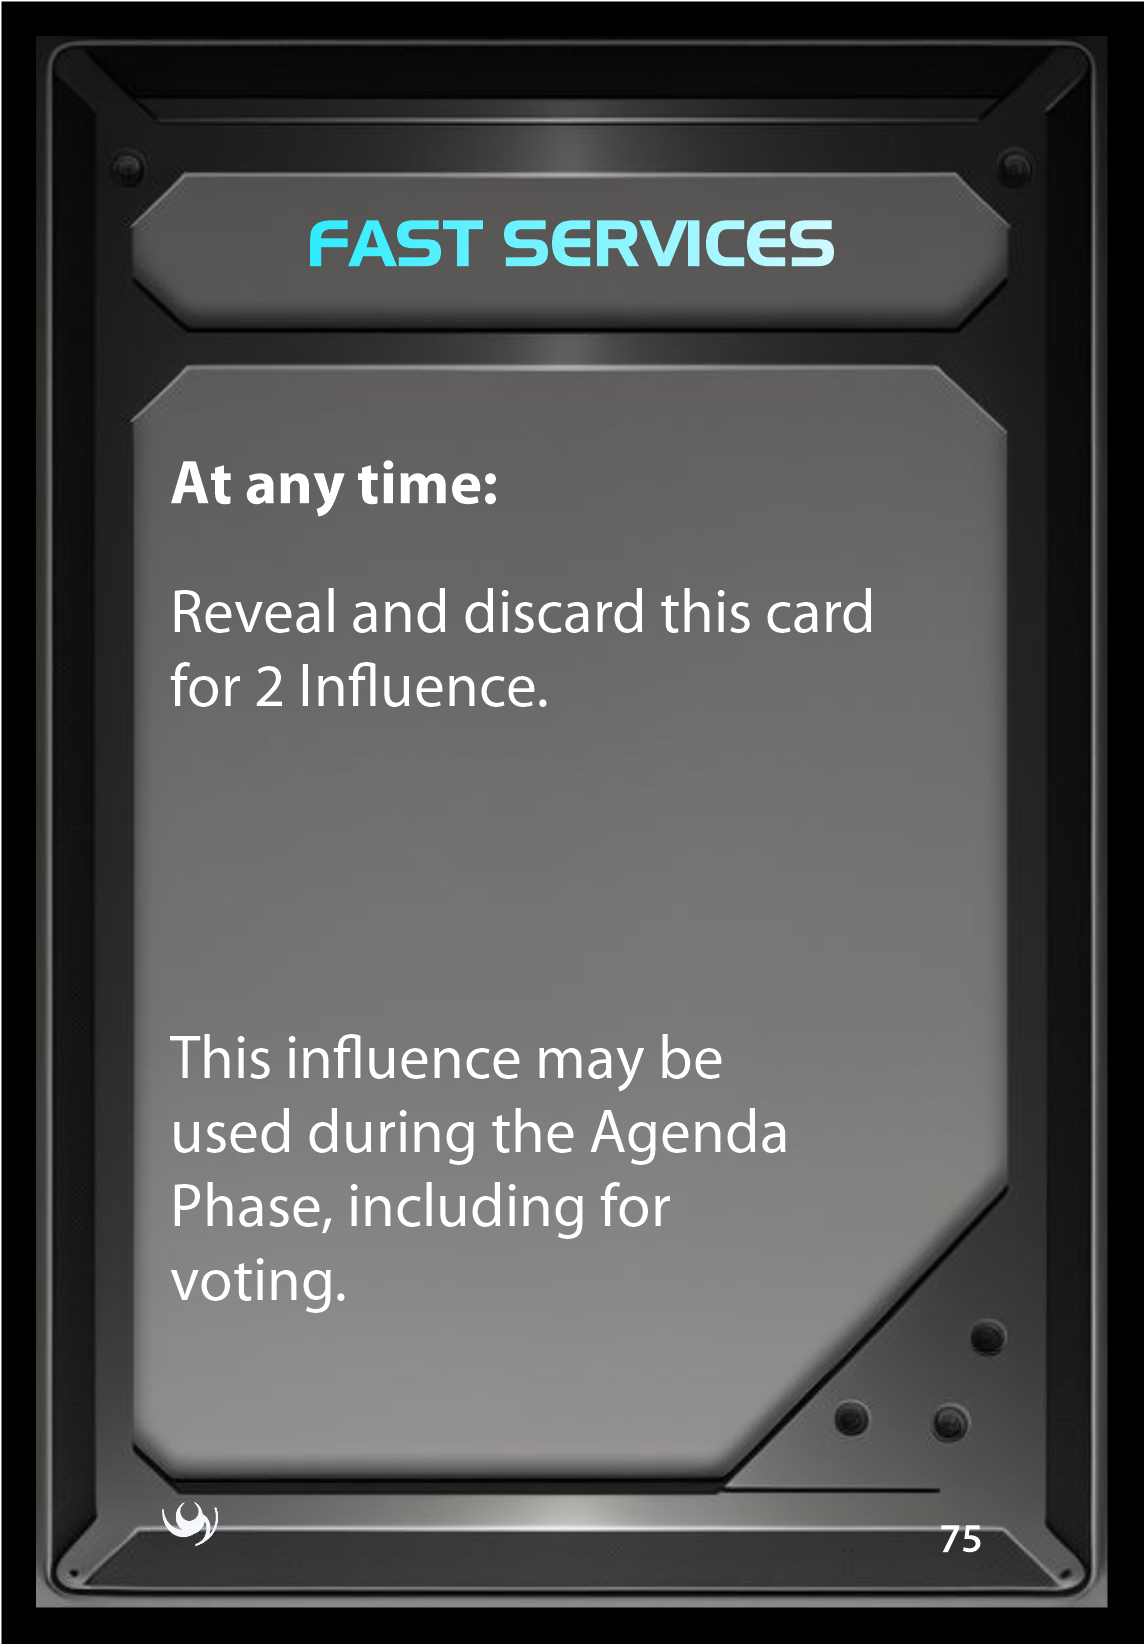 FAST SERVICES
At any time:
Reveal and discard this card
for 2 Influence.
This influence may be
used during the Agenda
Phase, including for
voting.
75